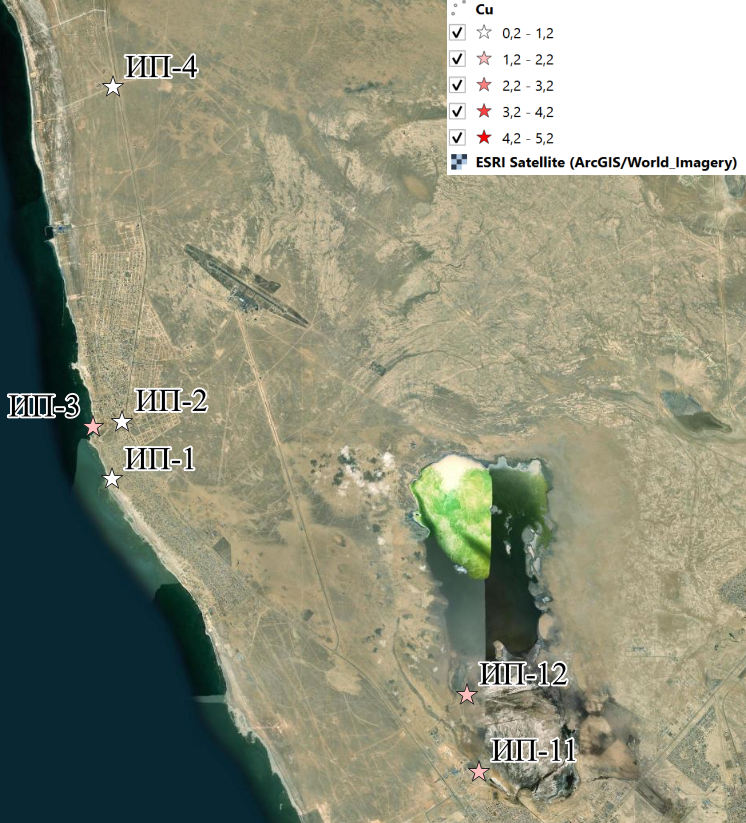 Cu
0,2 - 1,2
1,2 - 2,2
2,2 - 3,2
3,2 - 4,2
4,2 - 5,2
ESRI Satellite (ArcGIS/World_Imagery)
ИП-4
ИП-3
ИП-2
ИП-1
ИП-12
ИП-11